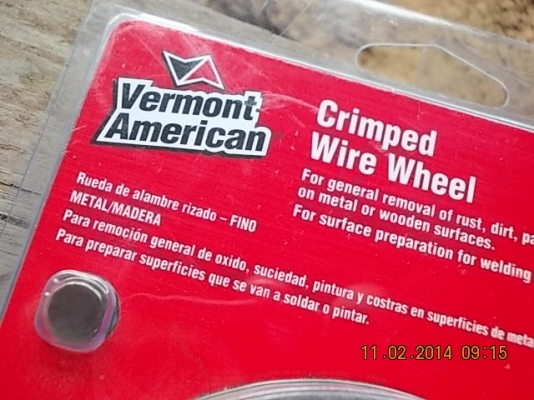 Vermont
American
Crimped
Wire Wheel
For general removal of rust, dirt,
on metal or wooden surfaces.
For surface preparation for welding
Rueda de alambre rizado – FINO
METAL/MADERA
Para remoción general de oxido, suciedad, pintura y costras en superficies de
Para preparar superficies que se van a soldar o pintar.
11.02.2014 09:15